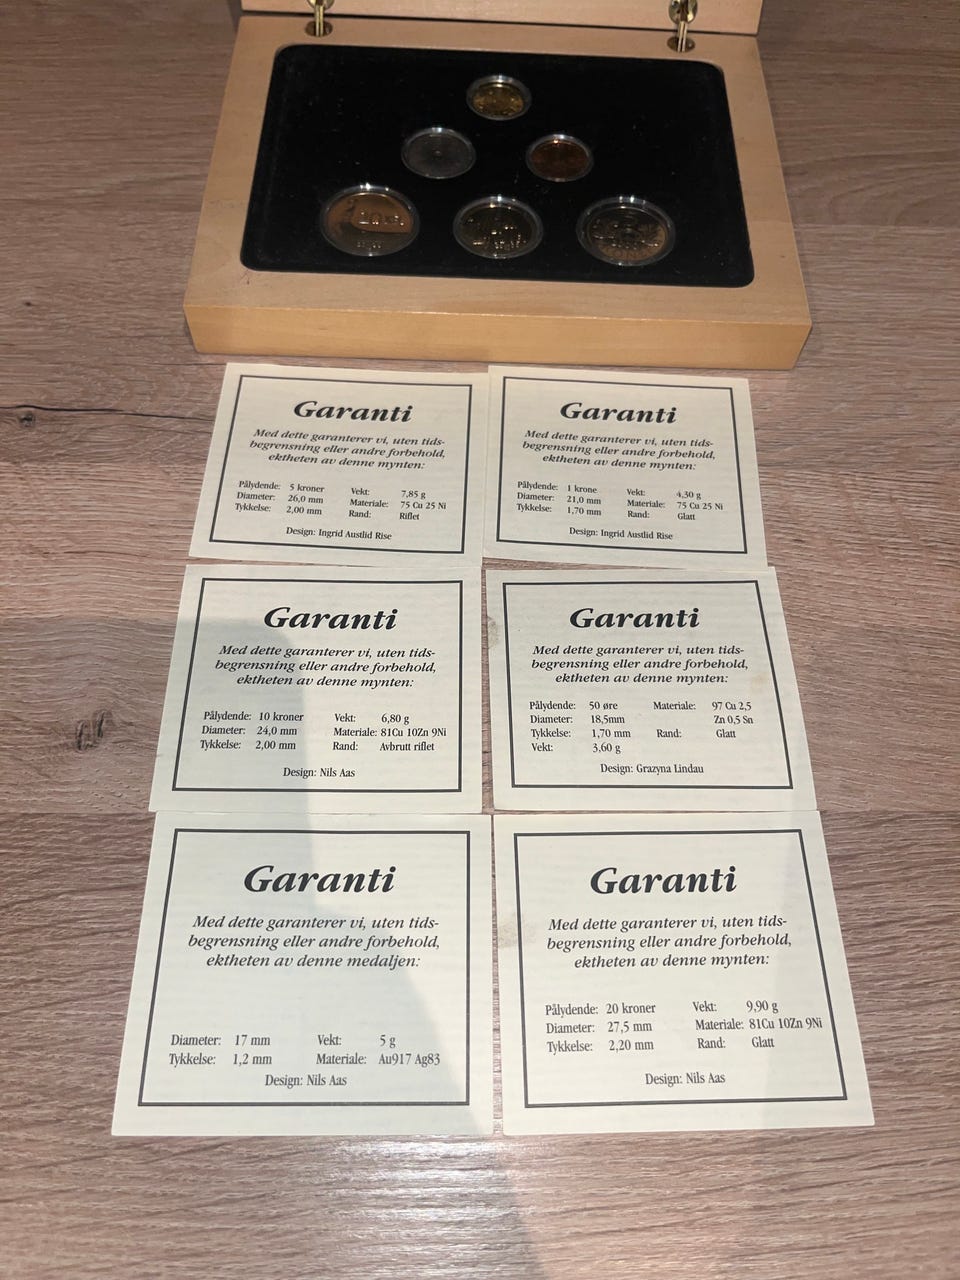 20 KR
Garanti
Med dette garanterer vi, uten tids-
begrensning eller andre forbehold,
ektheten av denne mynten:
Pålydende: 5 kroner Vekt: 7,85 g
Diameter: 26,0 mm Materiale: 75 Cu 25 Ni
Tykkelse: 2,00 mm Rand: Riflet
Design: Ingrid Austlid Rise
Garanti
Med dette garanterer vi, uten tids-
begrensning eller andre forbehold,
ektheten av denne mynten:
Pålydende: 1 krone Vekt: 4,30 g
Diameter: 21,0 mm Materiale: 75 Cu 25 Ni
Tykkelse: 1,70 mm Rand: Glatt
Design: Ingrid Austlid Rise
Garanti
Med dette garanterer vi, uten tids-
begrensning eller andre forbehold,
ektheten av denne mynten:
Pålydende: 10 kroner Vekt: 6,80 g
Diameter: 24,0 mm Materiale: 81Cu 10Zn 9Ni
Tykkelse: 2,00 mm Rand: Avbrutt riflet
Design: Nils Aas
Garanti
Med dette garanterer vi, uten tids-
begrensning eller andre forbehold,
ektheten av denne mynten:
Pålydende: 50 øre Materiale: 97 Cu 2,5
Diameter: 18,5mm Zn 0,5 Sn
Tykkelse: 1,70 mm Rand: Glatt
Vekt: 3,60 g
Design: Grazyna Lindau
Garanti
Med dette garanterer vi, uten tids-
begrensning eller andre forbehold,
ektheten av denne medaljen:
Diameter: 17 mm Vekt: 5 g
Tykkelse: 1,2 mm Materiale: Au917 Ag83
Design: Nils Aas
Garanti
Med dette garanterer vi, uten tids-
begrensning eller andre forbehold,
ektheten av denne mynten:
Pålydende: 20 kroner Vekt: 9,90 g
Diameter: 27,5 mm Materiale: 81Cu 10Zn 9Ni
Tykkelse: 2,20 mm Rand: Glatt
Design: Nils Aas